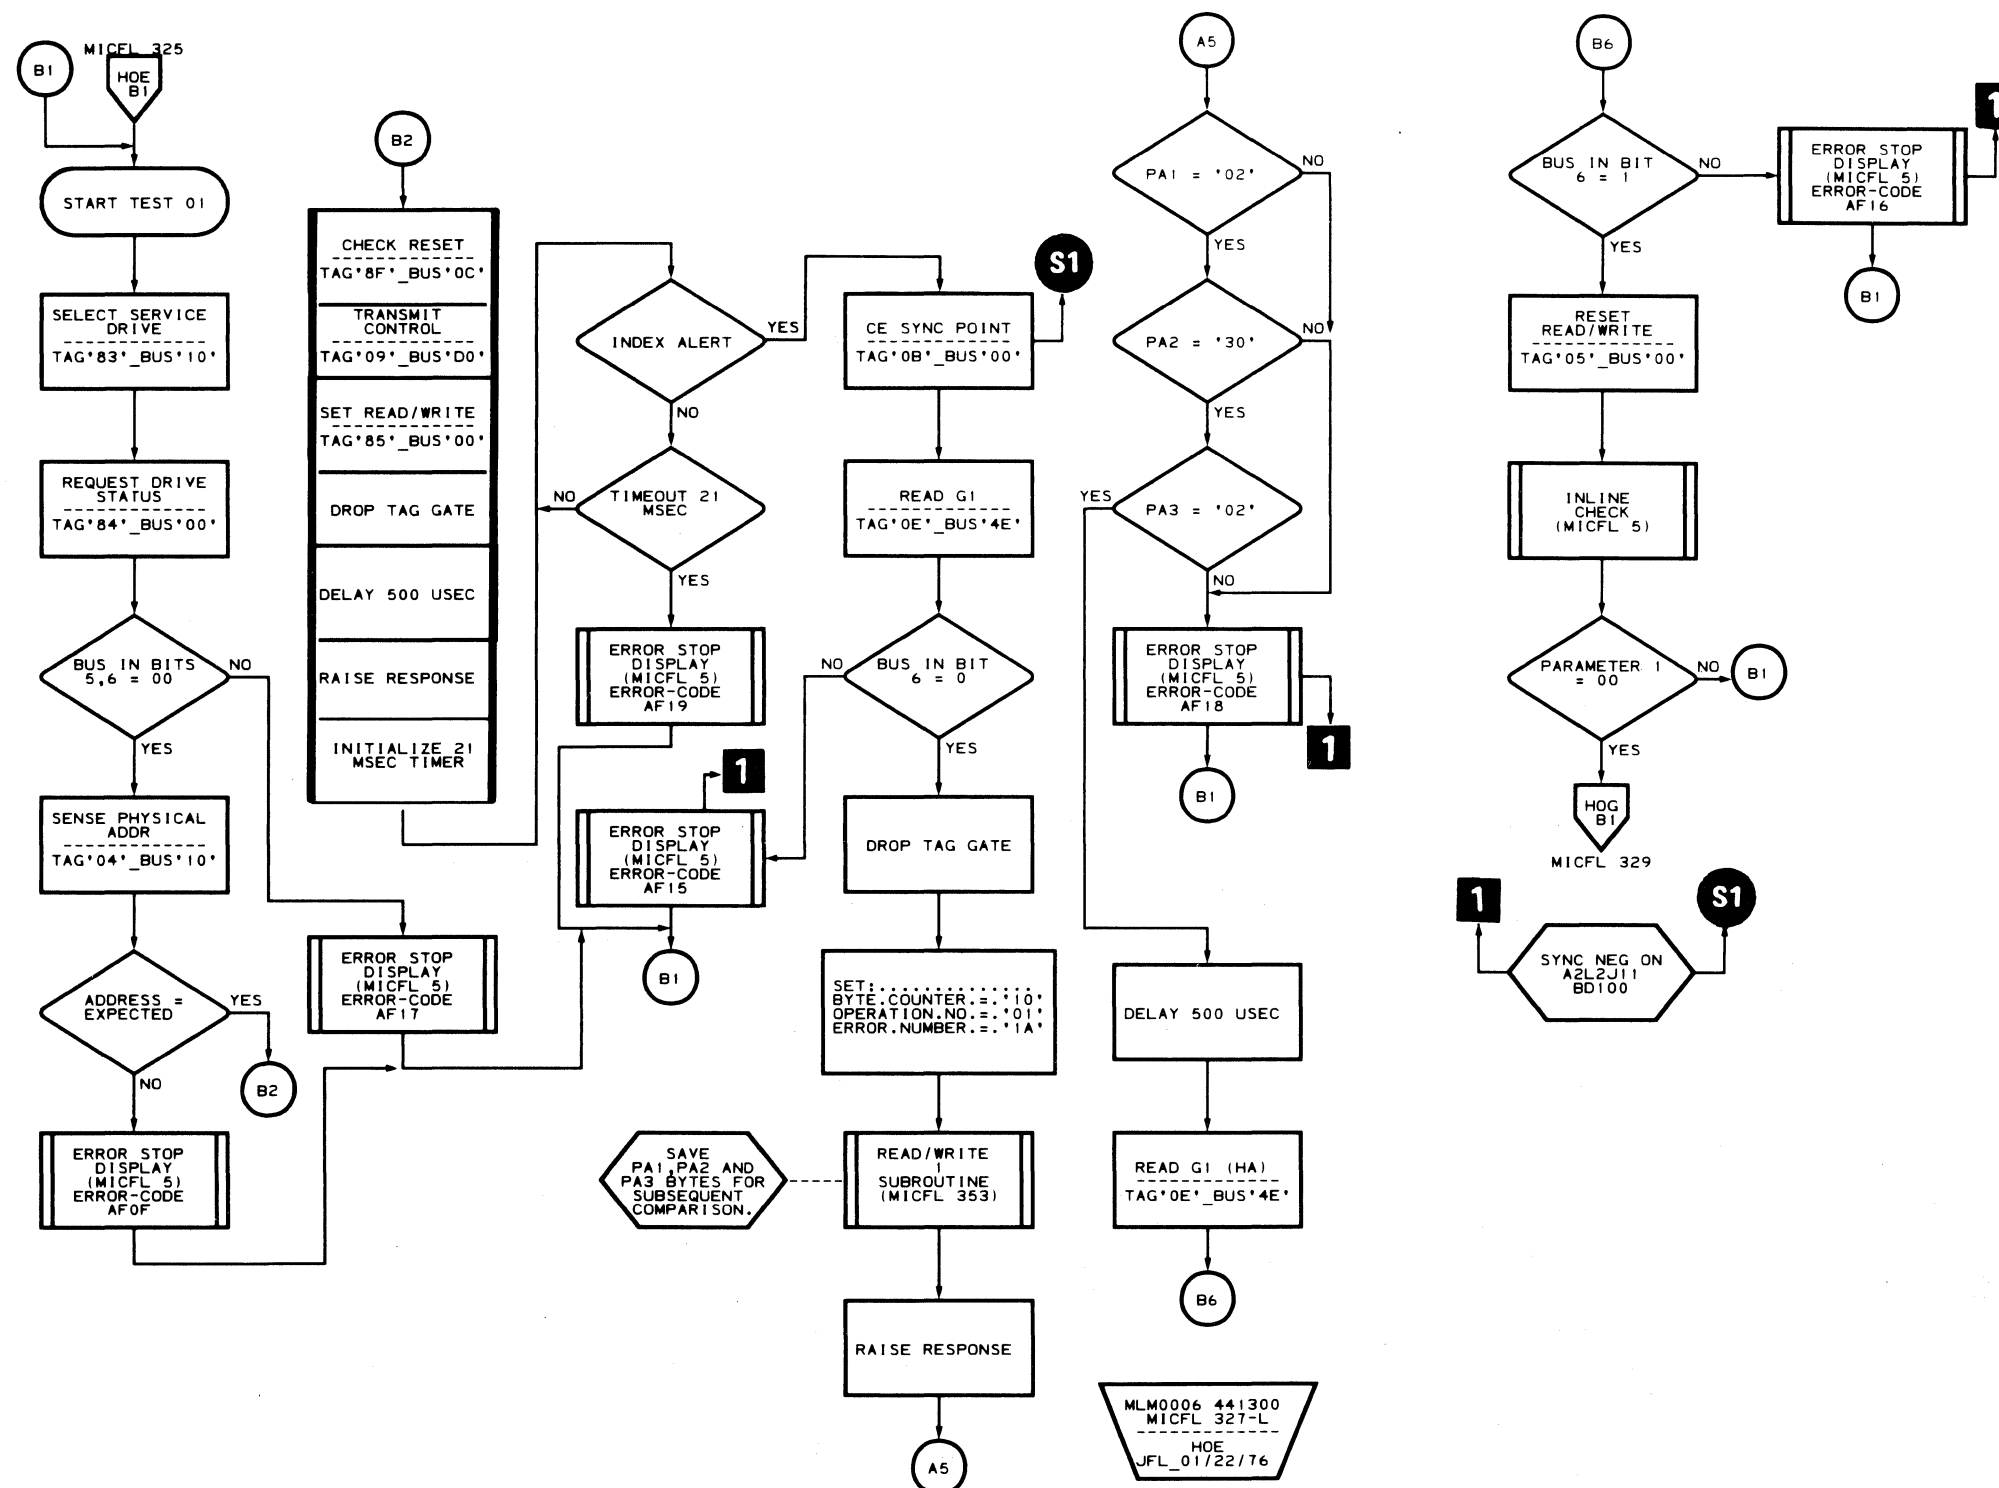 MICFL 325
B1
HOE
B1
START TEST 01
SELECT SERVICE
DRIVE
TAG'83'_BUS'10'
REQUEST DRIVE
STATUS
TAG'84'_BUS'00'
BUS IN BITS
5,6 = 00
NO
YES
SENSE PHYSICAL
ADDR
TAG'04'_BUS'10'
ADDRESS =
EXPECTED
YES
B2
NO
ERROR STOP
DISPLAY
(MICFL 5)
ERROR-CODE
AF0F
B2
CHECK RESET
TAG'8F'_BUS'0C'
TRANSMIT
CONTROL
TAG'09'_BUS'D0'
SET READ/WRITE
TAG'85'_BUS'00'
DROP TAG GATE
DELAY 500 USEC
RAISE RESPONSE
INITIALIZE 21
MSEC TIMER
ERROR STOP
DISPLAY
(MICFL 5)
ERROR-CODE
AF17
INDEX ALERT
YES
NO
TIMEOUT 21
MSEC
NO
YES
ERROR STOP
DISPLAY
(MICFL 5)
ERROR-CODE
AF19
1
ERROR STOP
DISPLAY
(MICFL 5)
ERROR-CODE
AF15
B1
SAVE
PA1,PA2 AND
PA3 BYTES FOR
SUBSEQUENT
COMPARISON.
S1
CE SYNC POINT
TAG'0B'_BUS'00'
READ G1
TAG'0E'_BUS'4E'
BUS IN BIT
6 = 0
NO
YES
DROP TAG GATE
SET:..............
BYTE.COUNTER.=.'10'
OPERATION.NO.=.'01'
ERROR.NUMBER.=.'1A'
READ/WRITE
1
SUBROUTINE
(MICFL 353)
RAISE RESPONSE
A5
A5
PA1 = '02'
NO
YES
PA2 = '30'
NO
YES
PA3 = '02'
YES
NO
ERROR STOP
DISPLAY
(MICFL 5)
ERROR-CODE
AF18
1
B1
DELAY 500 USEC
READ G1 (HA)
TAG'0E'_BUS'4E'
B6
MLM0006 441300
MICFL 327-L
HOE
JFL_01/22/76
B6
BUS IN BIT
6 = 1
NO
YES
1
ERROR STOP
DISPLAY
(MICFL 5)
ERROR-CODE
AF16
B1
RESET
READ/WRITE
TAG'05'_BUS'00'
INLINE
CHECK
(MICFL 5)
PARAMETER 1
= 00
NO
B1
YES
HOG
B1
MICFL 329
1
S1
SYNC NEG ON
A2L2J11
BD100